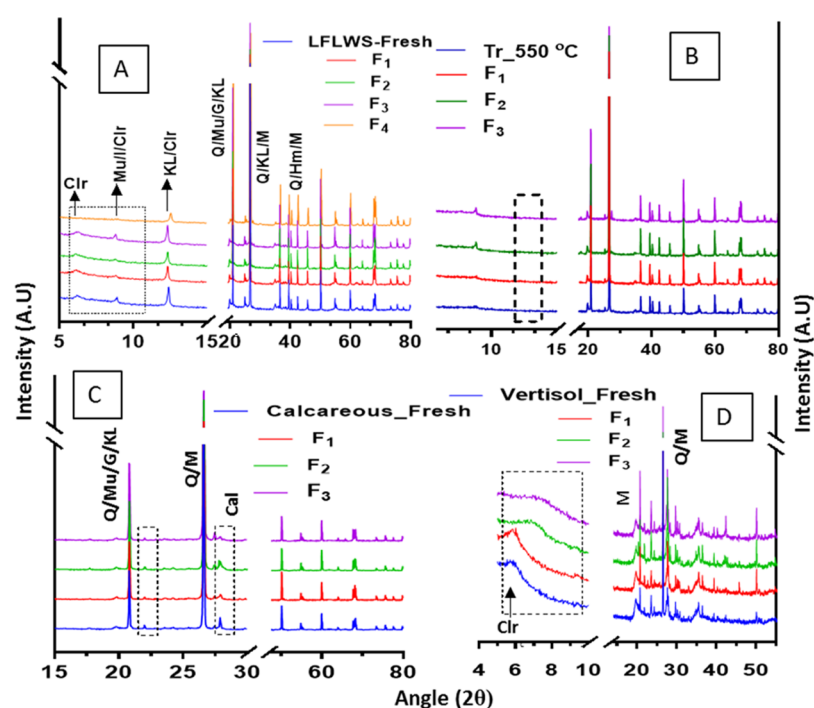 A
LFLWS-Fresh
F1
F2
F3
F4
Tr_550 °C
F1
F2
F3
B
Q/Mu/G/KL
Q/KL/M
Q/Hm/M
Clr
Mu/I/Clr
KL/Clr
5 10 15 20 40 60 80
10 15 20 40 60 80
Intensity (A.U)
Intensity (A.U)
C
Calcareous_Fresh
F1
F2
F3
Q/Mu/G/KL
Q/M
Cal
Vertisol_Fresh
F1
F2
F3
D
M
Q/M
Clr
15 20 25 30 60 80
4 6 8 10 20 30 40 50
Angle (2θ)